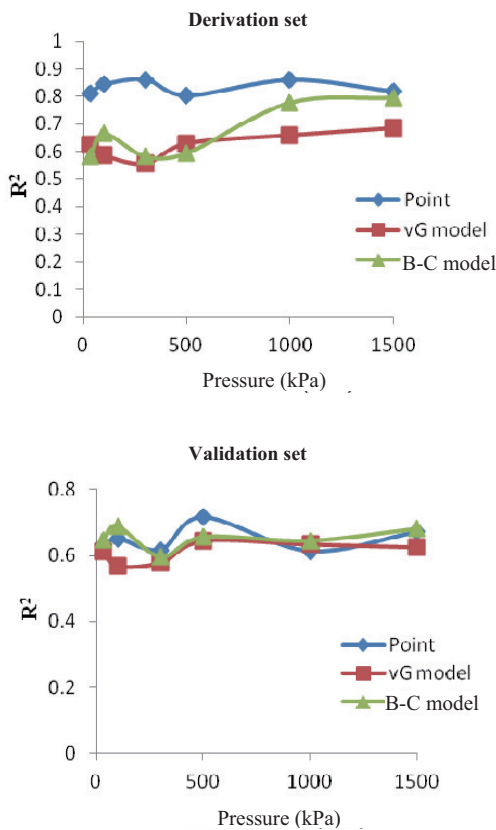 Derivation set
1
0.9
0.8
0.7
0.6
0.5
0.4
0.3
0.2
0.1
0
R²
Point
vG model
B-C model
0 500 1000 1500
Pressure (kPa)
Validation set
0.8
0.6
0.4
0.2
0
R²
Point
vG model
B-C model
0 500 1000 1500
Pressure (kPa)